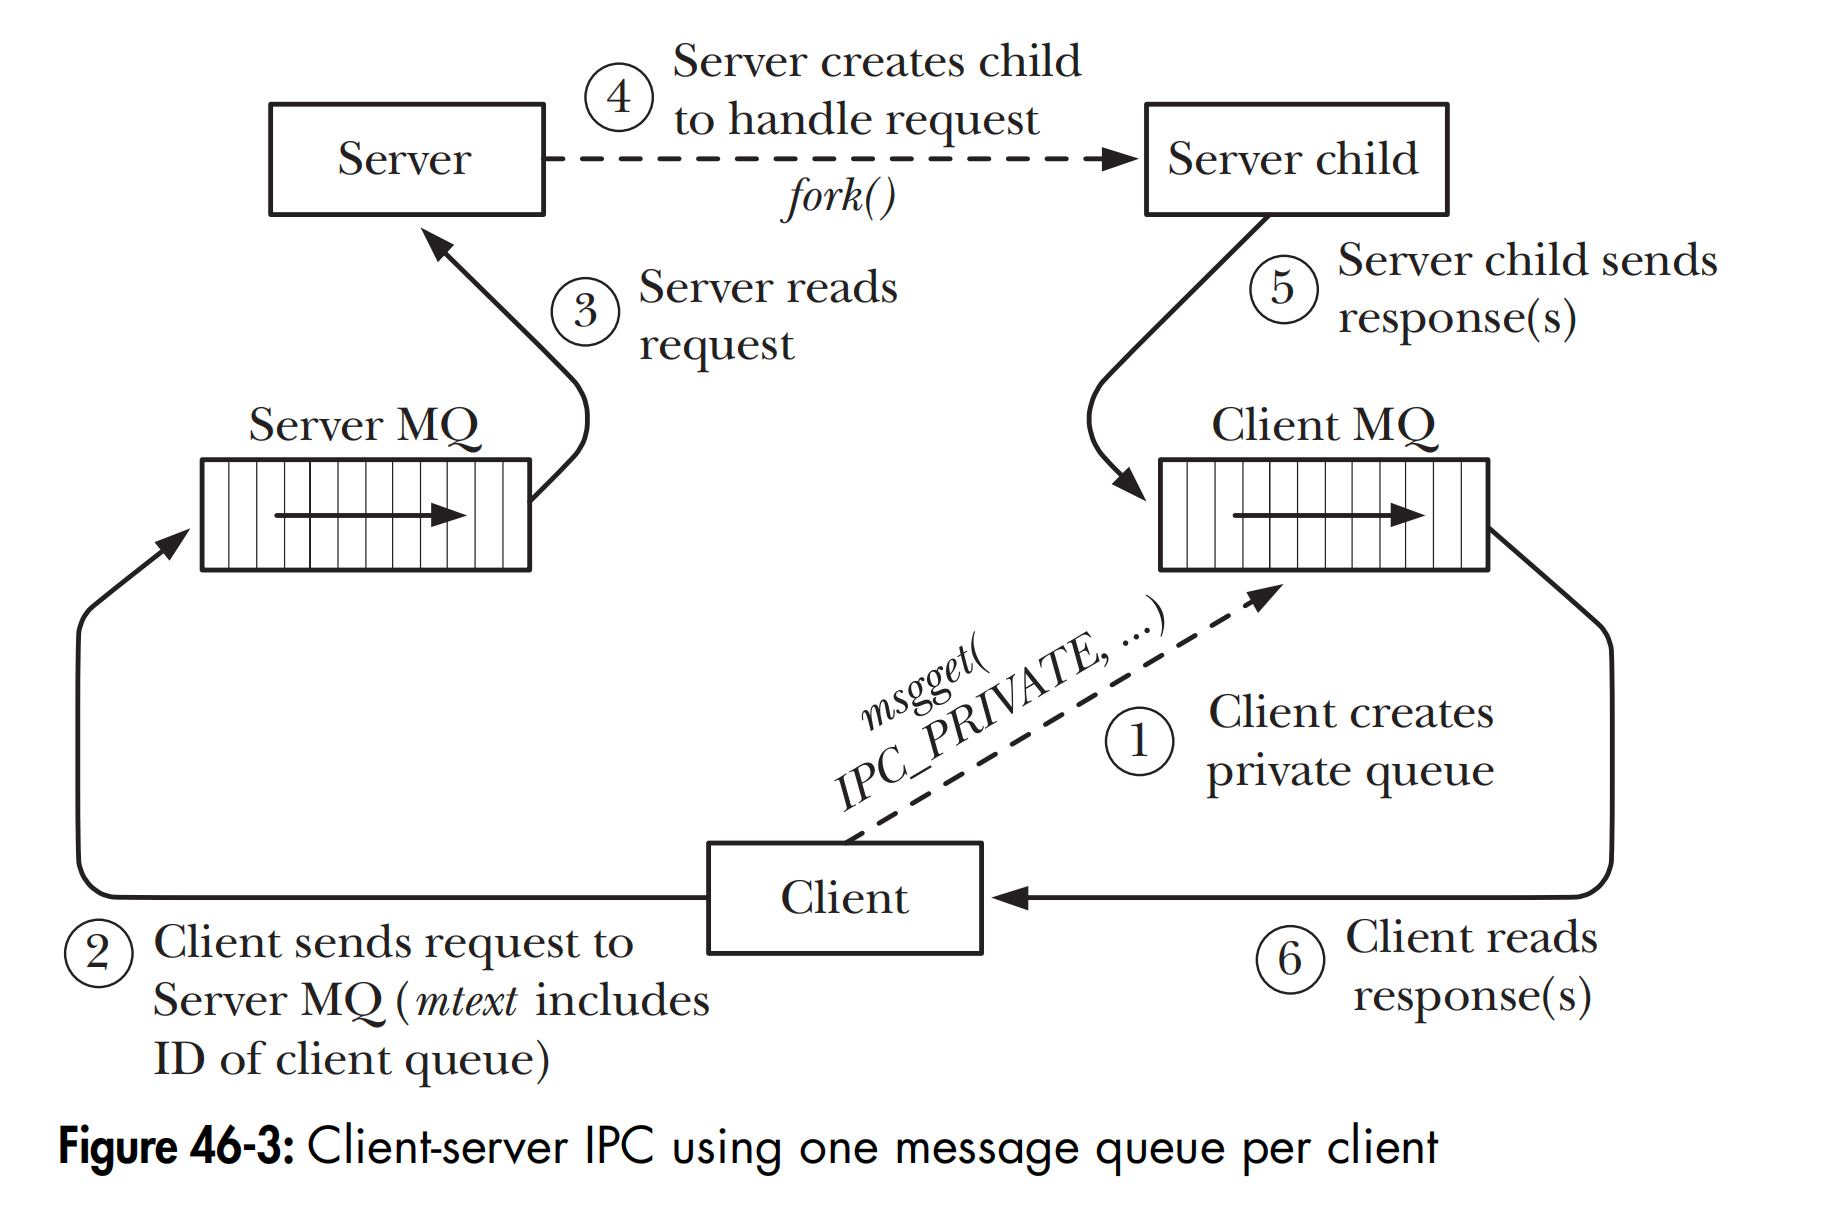 4
Server creates child
to handle request
Server
fork()
Server child
3
Server reads
request
5
Server child sends
response(s)
Server MQ
Client MQ
msgget(
IPC_PRIVATE, ...)
1
Client creates
private queue
Client
2
Client sends request to
Server MQ (mtext includes
ID of client queue)
6
Client reads
response(s)
Figure 46-3: Client-server IPC using one message queue per client